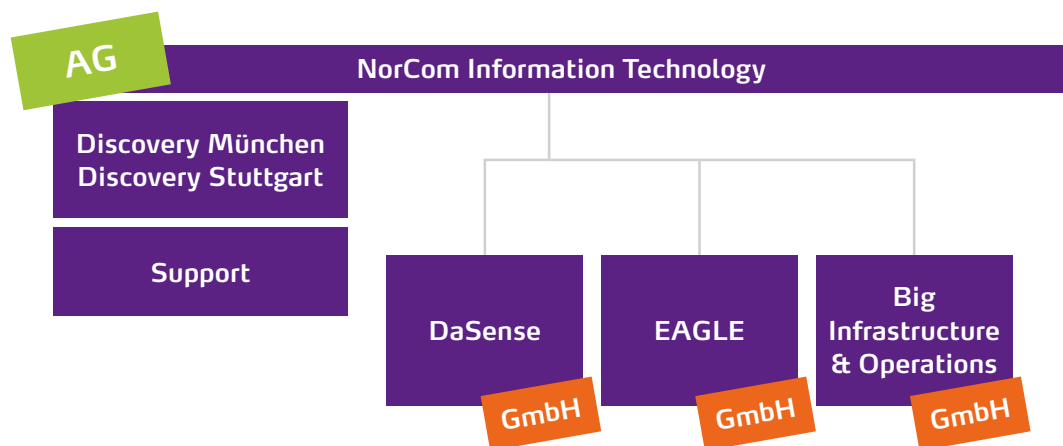 AG
NorCom Information Technology
Discovery München
Discovery Stuttgart
Support
DaSense
GmbH
EAGLE
GmbH
Big
Infrastructure
& Operations
GmbH